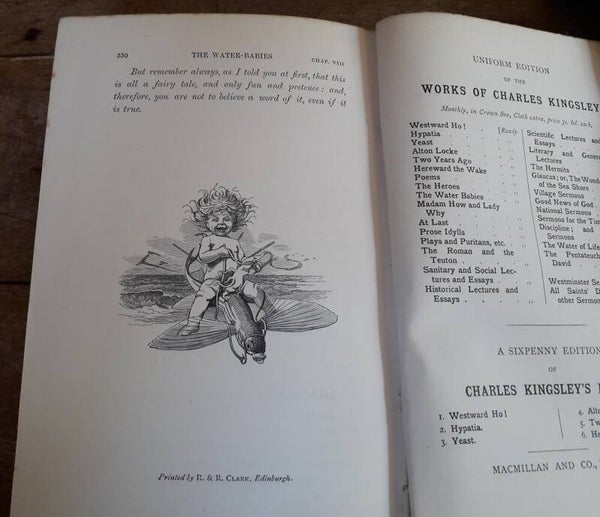 330 THE WATER-BABIES CHAP. VIII
But remember always, as I told you at first, that this
is all a fairy tale, and only fun and pretence: and,
therefore, you are not to believe a word of it, even if it
is true.
Printed by R. & R. CLARK, Edinburgh.
UNIFORM EDITION
OF THE
WORKS OF CHARLES KINGSLEY
Monthly, in Crown 8vo, Cloth extra, price 3s. 6d. each.
Westward Ho! [Ready
Hypatia . . „
Yeast . . „
Alton Locke . . „
Two Years Ago . „
Hereward the Wake . „
Poems . . „
The Heroes . . „
The Water Babies . „
Madam How and Lady
Why . . „
At Last . . „
Prose Idylls . . „
Plays and Puritans, etc. . „
The Roman and the
Teuton . . „
Sanitary and Social Lec-
tures and Essays . „
Historical Lectures and
Essays . . . . „
Scientific Lectures and
Essays .
Literary and Gener
Lectures
The Hermits
Glaucus; or, The Wond
of the Sea Shore .
Village Sermons
Good News of God
National Sermons .
Sermons for the Tim
Discipline; and
Sermons
The Water of Life
The Pentateuch
David
Westminster Se
All Saints' D
other Sermo
A SIXPENNY EDITION
OF
CHARLES KINGSLEY'S
1. Westward Ho!
2. Hypatia.
3. Yeast.
4. Alto
5. Tw
6. He
MACMILLAN AND CO.,